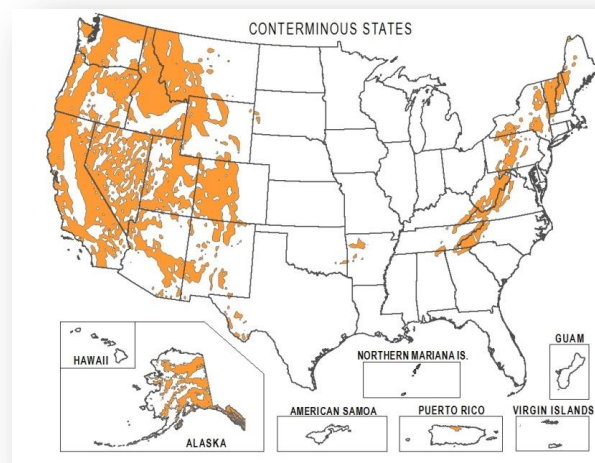 CONTERMINOUS STATES
HAWAII
ALASKA
NORTHERN MARIANA IS.
GUAM
AMERICAN SAMOA
PUERTO RICO
VIRGIN ISLANDS